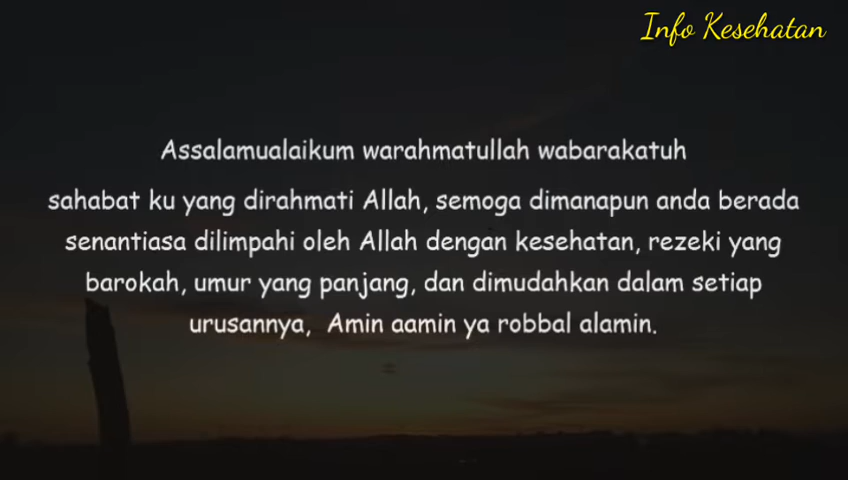 Info Kesehatan
Assalamualaikum warahmatullah wabarakatuh
sahabat ku yang dirahmati Allah, semoga dimanapun anda berada
senantiasa dilimpahi oleh Allah dengan kesehatan, rezeki yang
barokah, umur yang panjang, dan dimudahkan dalam setiap
urusannya,  Amin aamin ya robbal alamin.